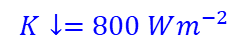 K ↓= 800 Wm⁻²